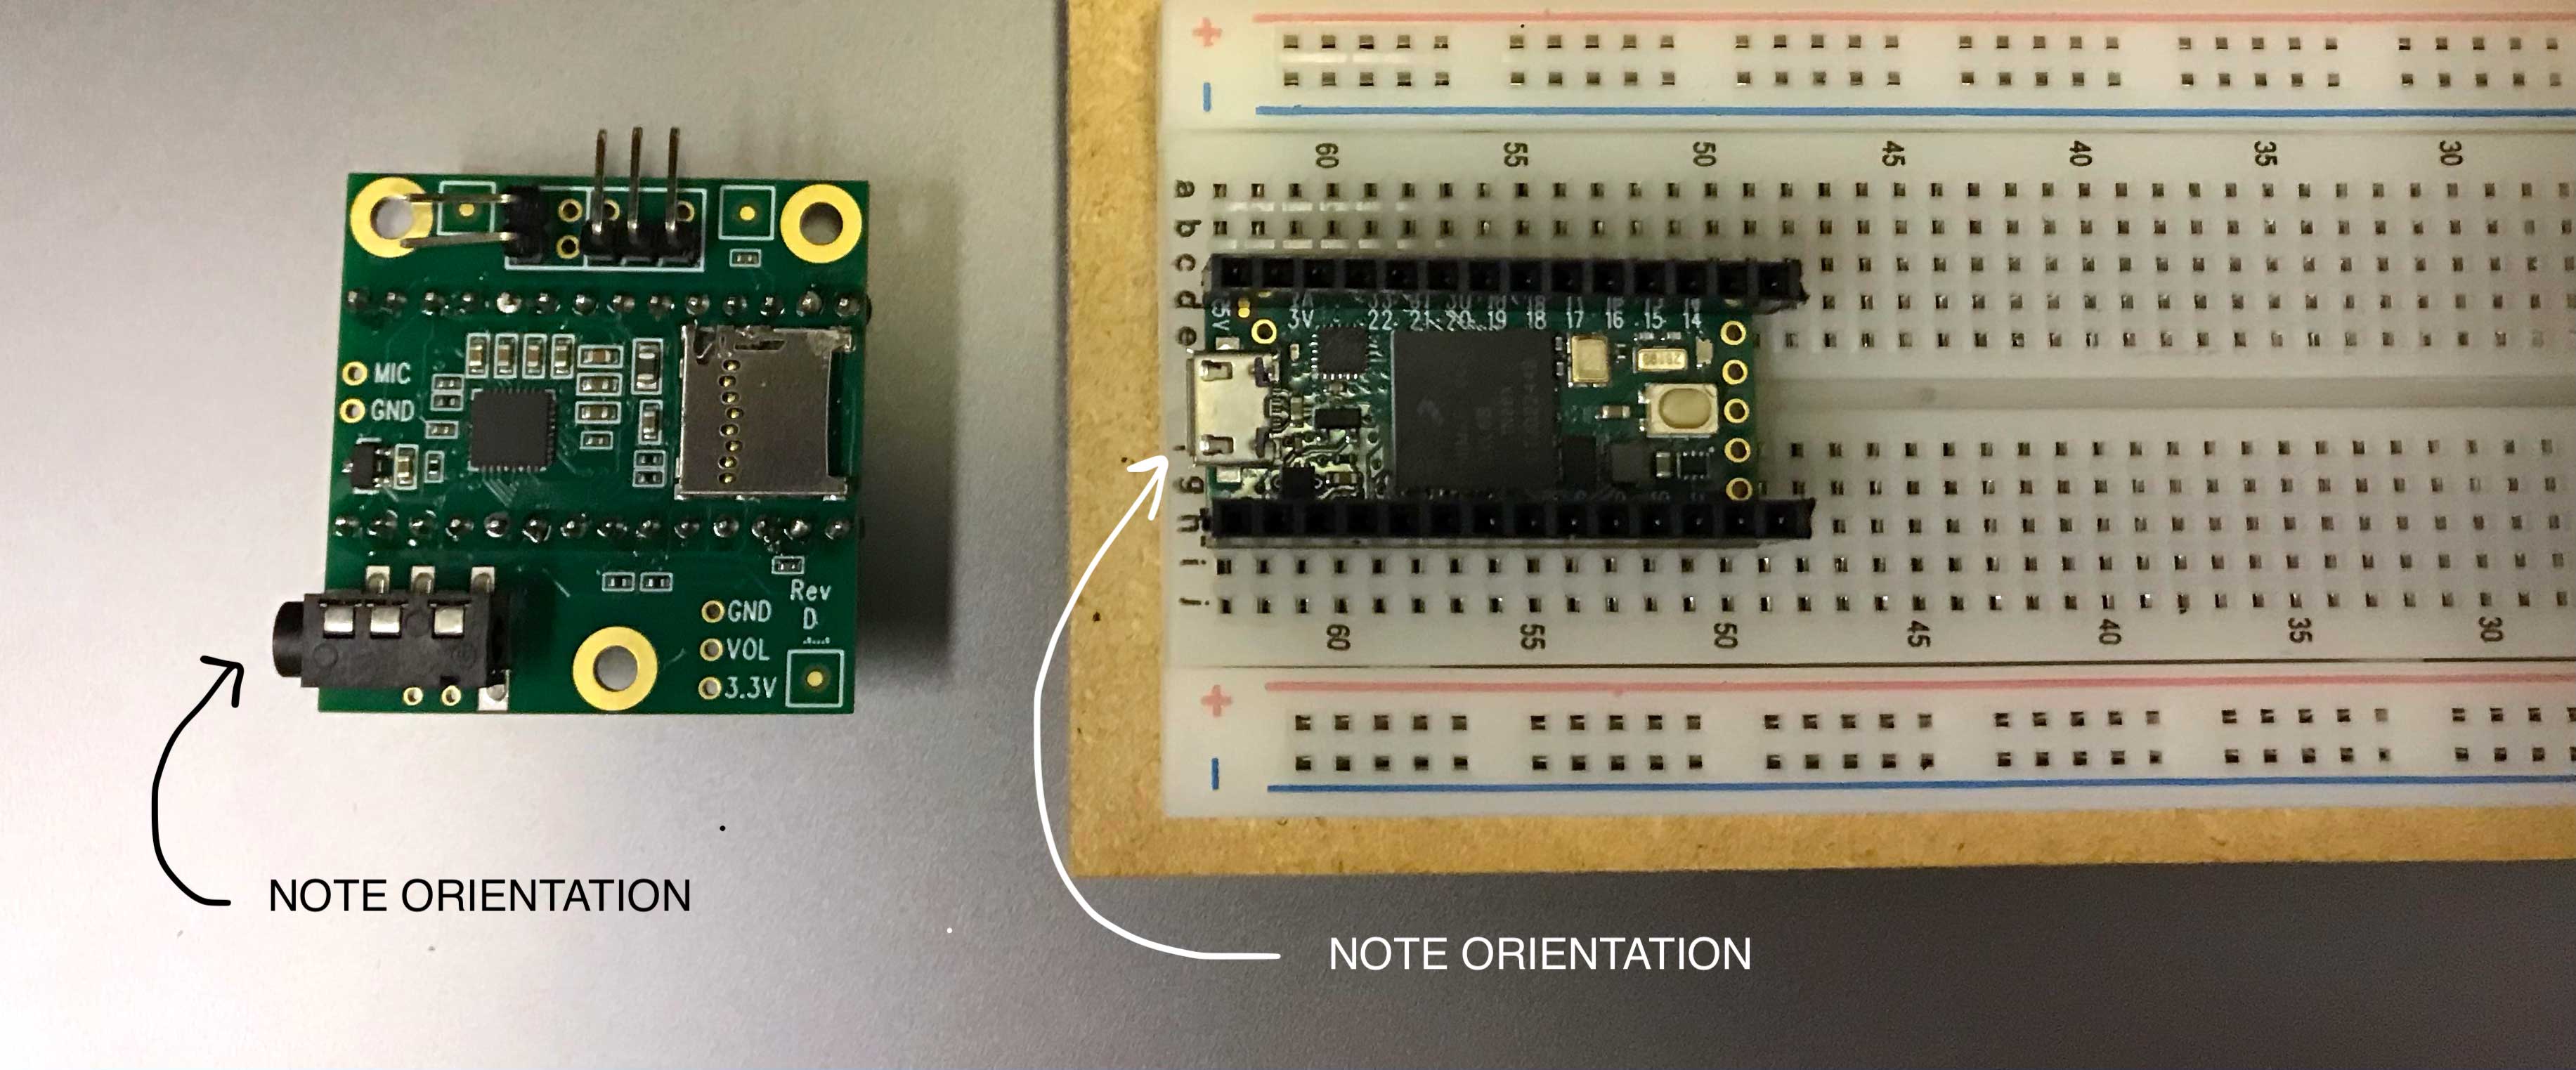 MIC
GND
Rev
D
GND
VOL
3.3V
NOTE ORIENTATION
+
-
60 55 50 45 40 35 30
a
b
c
d
e
5V
3V 22 21 20 19 18 17 16 15 14
g
h
i
j
60 55 50 45 40 35 30
+
-
NOTE ORIENTATION